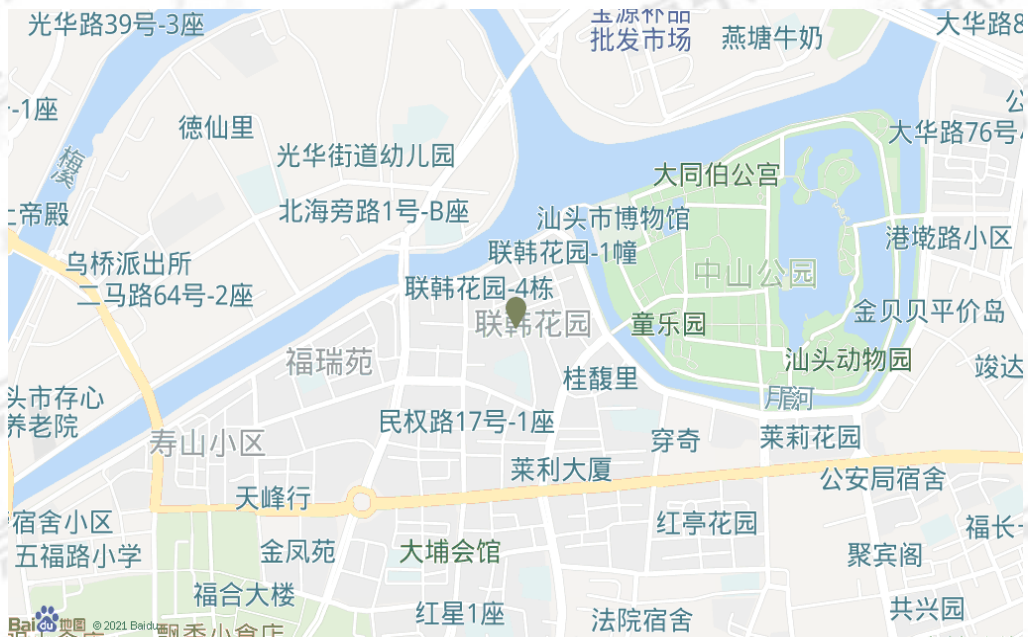 光华路39号-3座
批发市场
燕塘牛奶
大华路8
-1座
公
德仙里
大华路76号
光华街道幼儿园
梅溪
大同伯公宫
上帝殿
北海旁路1号-B座
汕头市博物馆
港墘路小区
联韩花园-1幢
乌桥派出所
中山公园
联韩花园-4栋
二马路64号-2座
金贝贝平价岛
联韩花园
童乐园
福瑞苑
汕头动物园
竣达
桂馥里
头市存心
养老院
月眉河
民权路17号-1座
寿山小区
穿奇
莱莉花园
莱利大厦
公安局宿舍
天峰行
宿舍小区
红亭花园
福长
五福路小学
金凤苑
大埔会馆
聚宾阁
福合大楼
红星1座
法院宿舍
共兴园
Bai du 地图 © 2021 Baidu